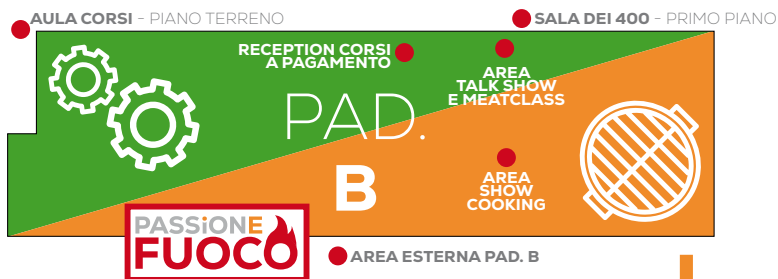 AULA CORSI - PIANO TERRENO
SALA DEI 400 - PRIMO PIANO
RECEPTION CORSI
A PAGAMENTO
AREA
TALK SHOW
E MEATCLASS
PAD.
B
AREA
SHOW
COOKING
PASSiONE
FUOCO
AREA ESTERNA PAD. B